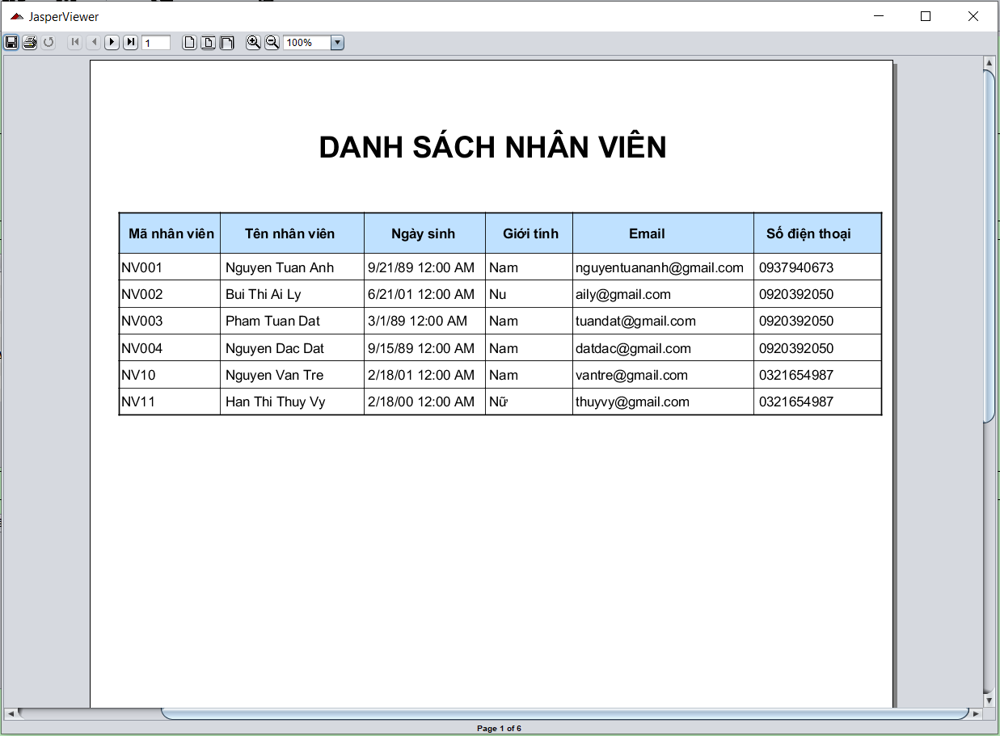 JasperViewer
1
100%
DANH SÁCH NHÂN VIÊN
Mã nhân viên Tên nhân viên Ngày sinh Giới tính Email Số điện thoại
NV001 Nguyen Tuan Anh 9/21/89 12:00 AM Nam nguyentuananh@gmail.com 0937940673
NV002 Bui Thi Ai Ly 6/21/01 12:00 AM Nu aily@gmail.com 0920392050
NV003 Pham Tuan Dat 3/1/89 12:00 AM Nam tuandat@gmail.com 0920392050
NV004 Nguyen Dac Dat 9/15/89 12:00 AM Nam datdac@gmail.com 0920392050
NV10 Nguyen Van Tre 2/18/01 12:00 AM Nam vantre@gmail.com 0321654987
NV11 Han Thi Thuy Vy 2/18/00 12:00 AM Nữ thuyvy@gmail.com 0321654987
Page 1 of 6